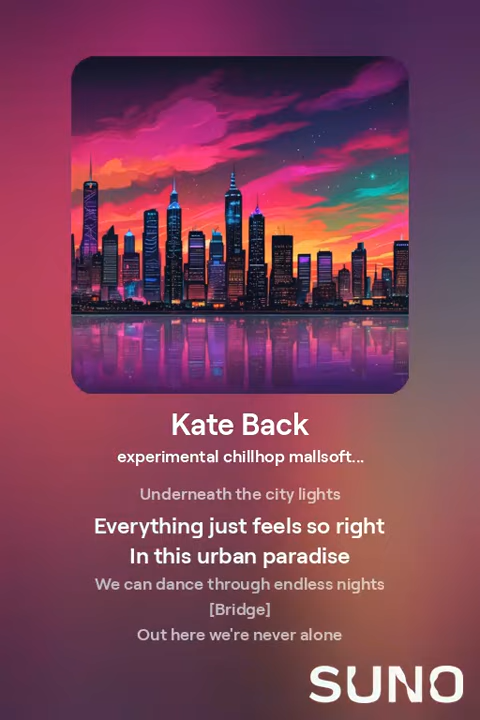 Kate Back
experimental chillhop mallsoft...
Underneath the city lights
Everything just feels so right
In this urban paradise
We can dance through endless nights
[Bridge]
Out here we're never alone
SUNO